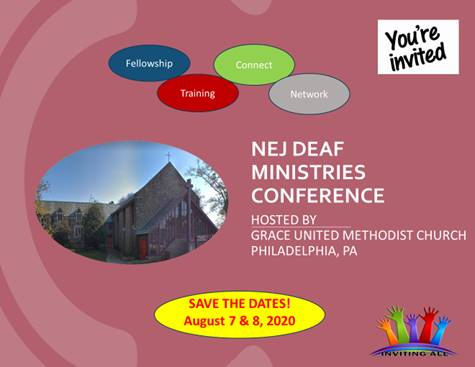 You're
invited
Fellowship
Connect
Training
Network
NEJ DEAF
MINISTRIES
CONFERENCE
HOSTED BY
GRACE UNITED METHODIST CHURCH
PHILADELPHIA, PA
SAVE THE DATES!
August 7 & 8, 2020
INVITING ALL